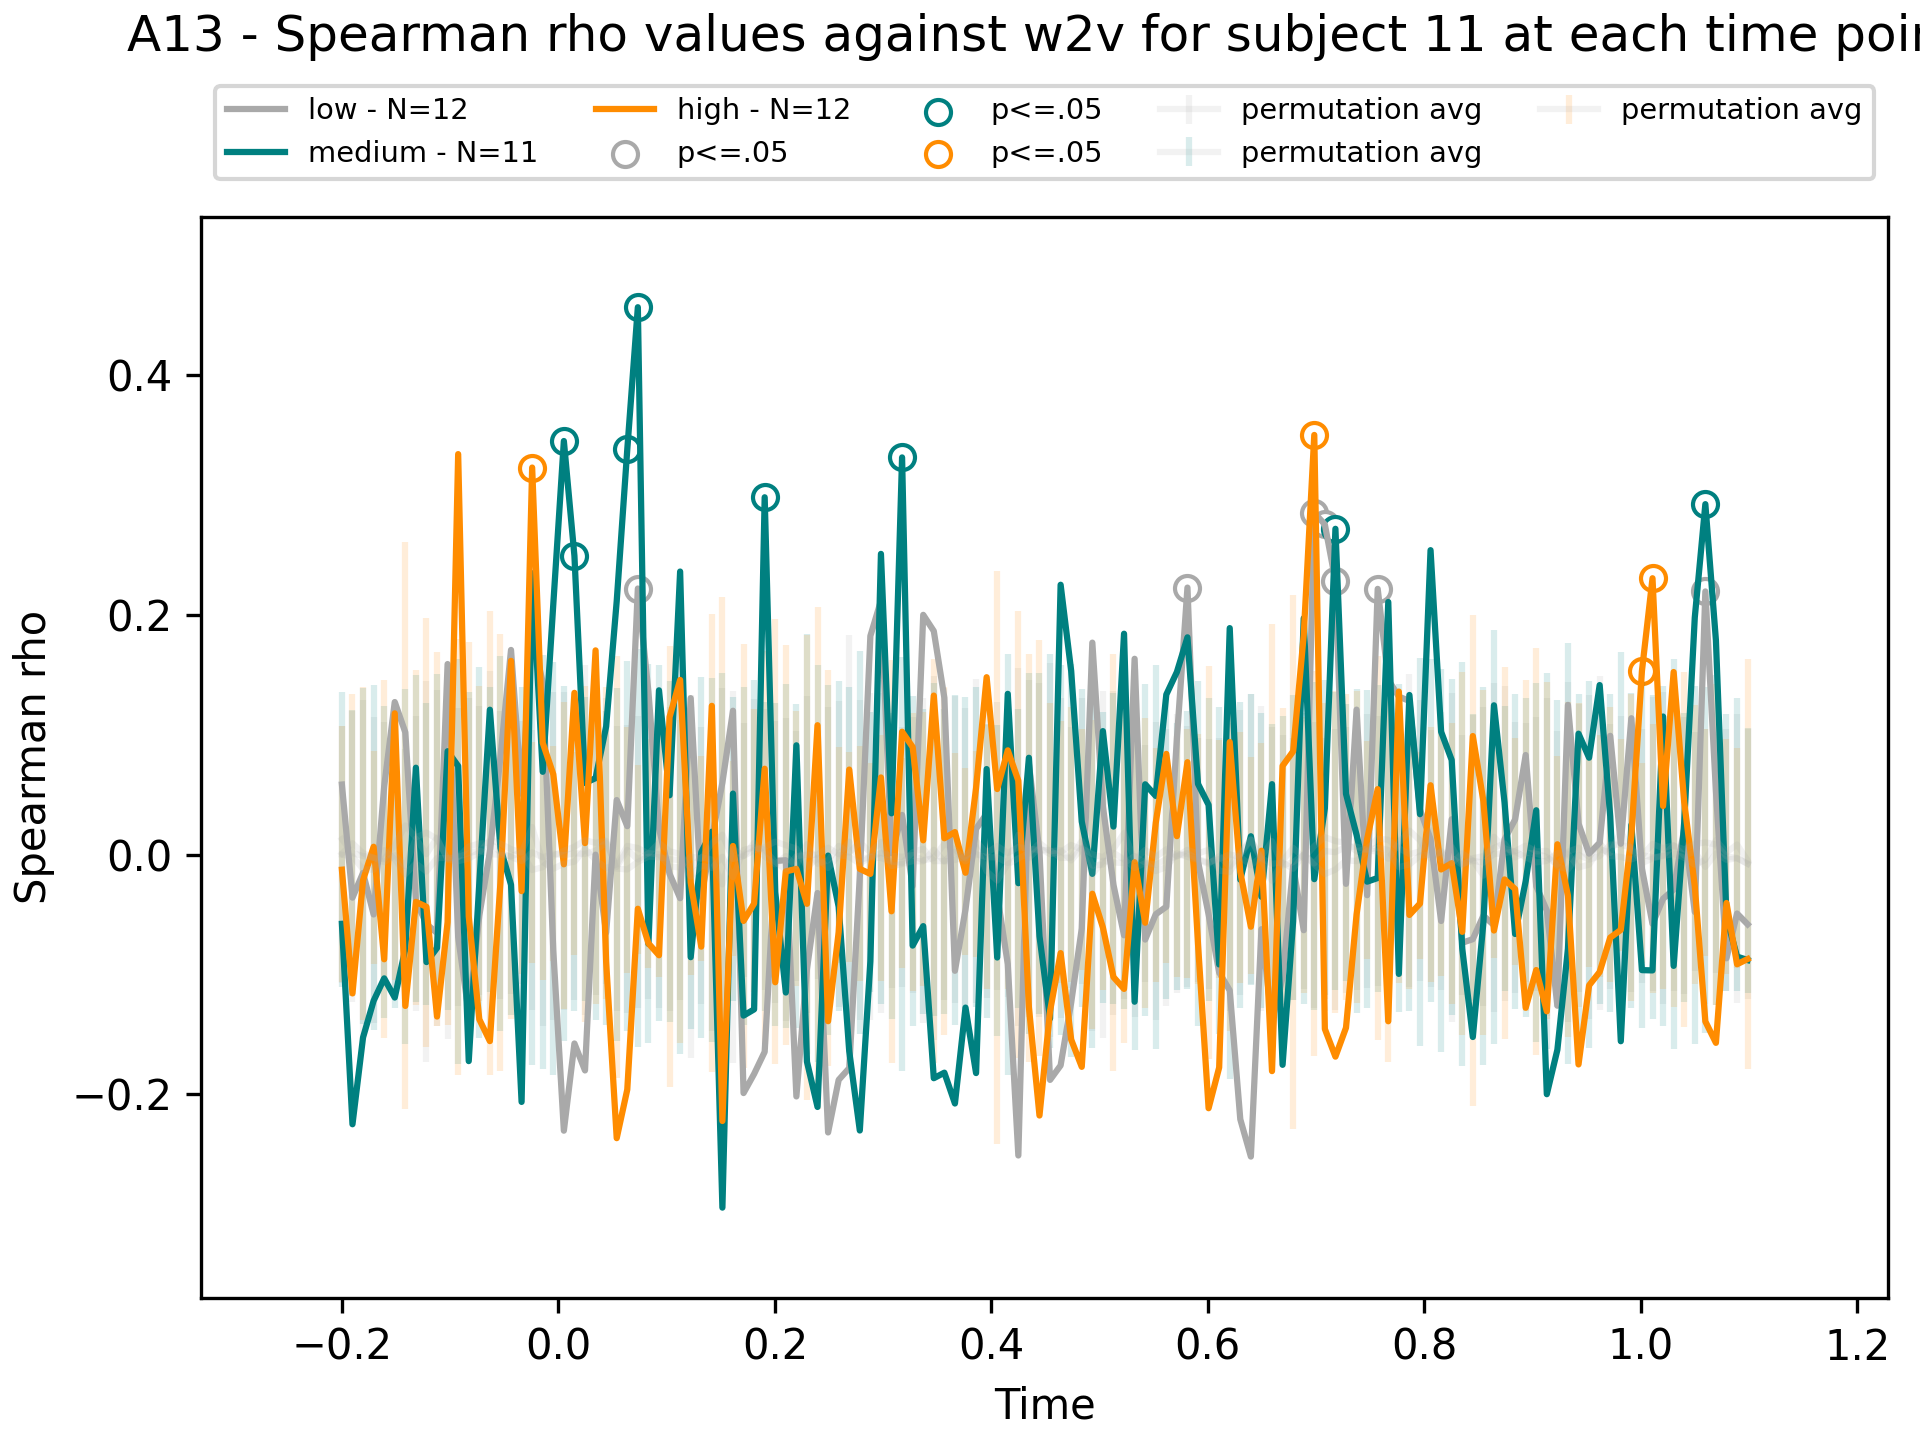 A13 - Spearman rho values against w2v for subject 11 at each time
low - N=12
medium - N=11
high - N=12
p<=.05
p<=.05
p<=.05
permutation avg
permutation avg
permutation avg
Spearman rho
0.4
0.2
0.0
−0.2
−0.2
0.0
0.2
0.4
0.6
0.8
1.0
1.2
Time